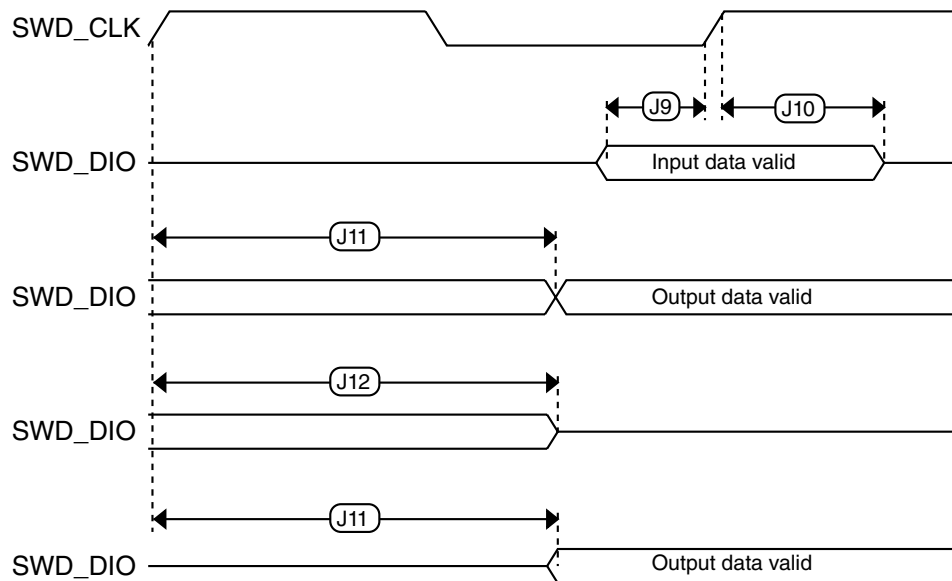 SWD_CLK
J9
J10
SWD_DIO
Input data valid
J11
SWD_DIO
Output data valid
J12
SWD_DIO
J11
SWD_DIO
Output data valid